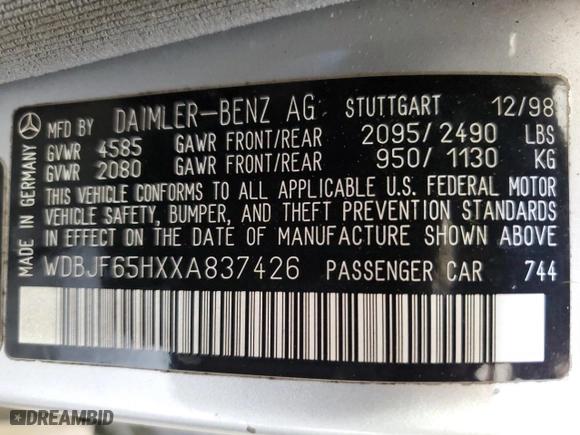 MADE IN GERMANY
MFD BY DAIMLER-BENZ AG STUTTGART 12/98
GVWR 4585 GAWR FRONT/REAR 2095/2490 LBS
GVWR 2080 GAWR FRONT/REAR 950/1130 KG
THIS VEHICLE CONFORMS TO ALL APPLICABLE U.S. FEDERAL MOTOR
VEHICLE SAFETY, BUMPER, AND THEFT PREVENTION STANDARDS
IN EFFECT ON THE DATE OF MANUFACTURE SHOWN ABOVE
WDBJF65HXXA837426 PASSENGER CAR 744
DREAMBID